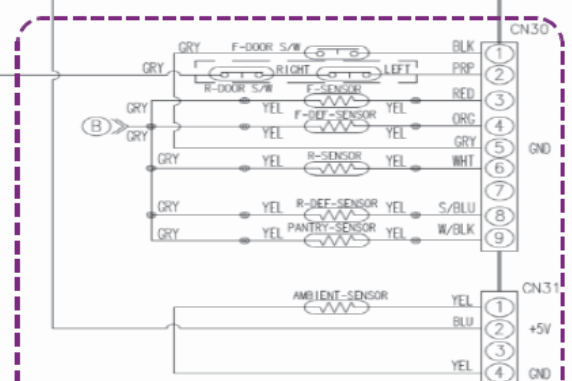 CN30
GRY F-DOOR S/W BLK 1
GRY RIGHT LEFT PRP 2
R-DOOR S/W F-SENSOR RED 3
GRY YEL YEL
F-DEF-SENSOR ORG 4
B GRY YEL YEL
GRY 5 GND
GRY YEL R-SENSOR YEL WHT 6
7
GRY YEL R-DEF-SENSOR YEL S/BLU 8
GRY YEL PANTRY-SENSOR YEL W/BLK 9
CN31
AMBIENT-SENSOR YEL 1
BLU 2 +5V
3
YEL 4 GND